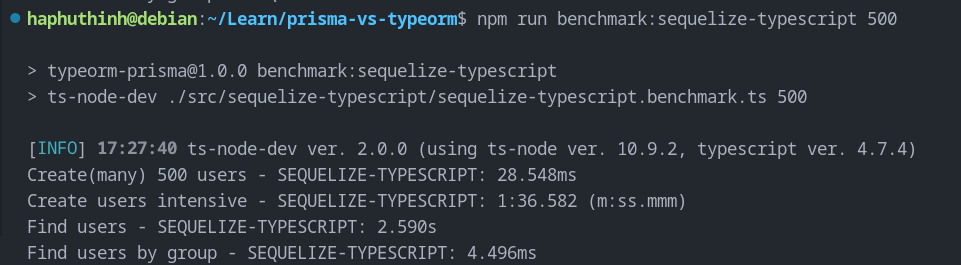 haphuthinh@debian:~/Learn/prisma-vs-typeorm$ npm run benchmark:sequelize-typescript 500
> typeorm-prisma@1.0.0 benchmark:sequelize-typescript
> ts-node-dev ./src/sequelize-typescript/sequelize-typescript.benchmark.ts 500
[INFO] 17:27:40 ts-node-dev ver. 2.0.0 (using ts-node ver. 10.9.2, typescript ver. 4.7.4)
Create(many) 500 users - SEQUELIZE-TYPESCRIPT: 28.548ms
Create users intensive - SEQUELIZE-TYPESCRIPT: 1:36.582 (m:ss.mmm)
Find users - SEQUELIZE-TYPESCRIPT: 2.590s
Find users by group - SEQUELIZE-TYPESCRIPT: 4.496ms